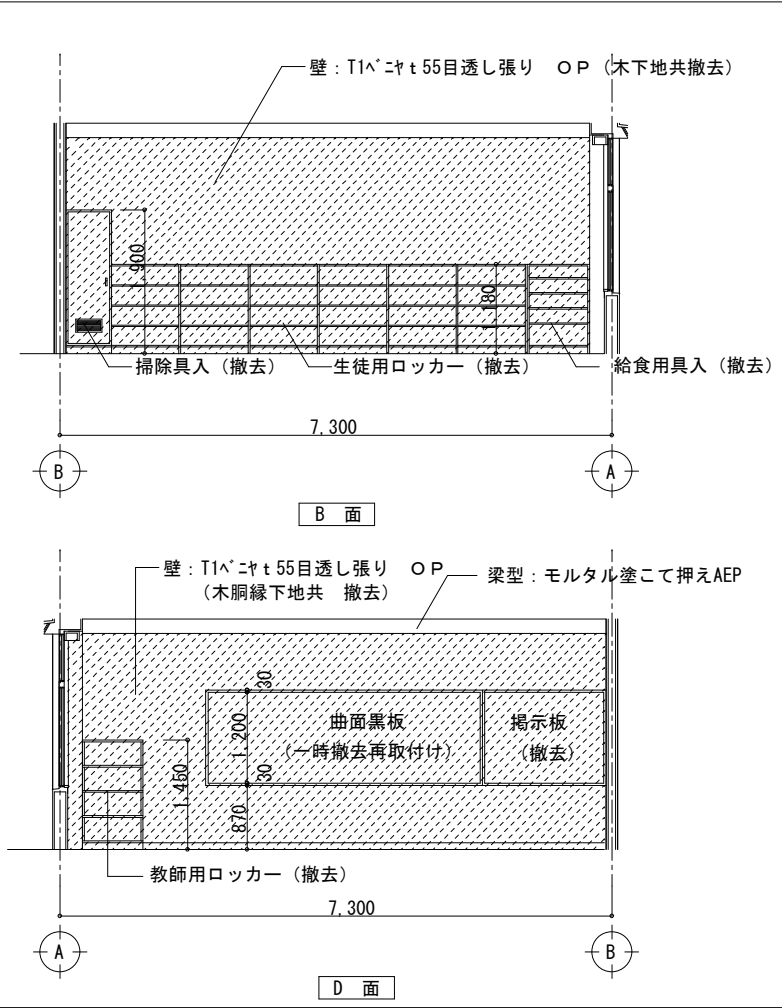 壁：T1ﾍﾞﾆﾔｔ55目透し張り　ＯＰ（木下地共撤去）
1,900
1,180
掃除具入（撤去）
生徒用ロッカー（撤去）
給食用具入（撤去）
7,300
B
A
B 面
壁：T1ﾍﾞﾆﾔｔ55目透し張り　ＯＰ
（木胴縁下地共　撤去）
梁型：モルタル塗こて押えAEP
30
1,200
30
870
1,450
曲面黒板
（一時撤去再取付け）
掲示板
（撤去）
教師用ロッカー（撤去）
7,300
A
B
D 面